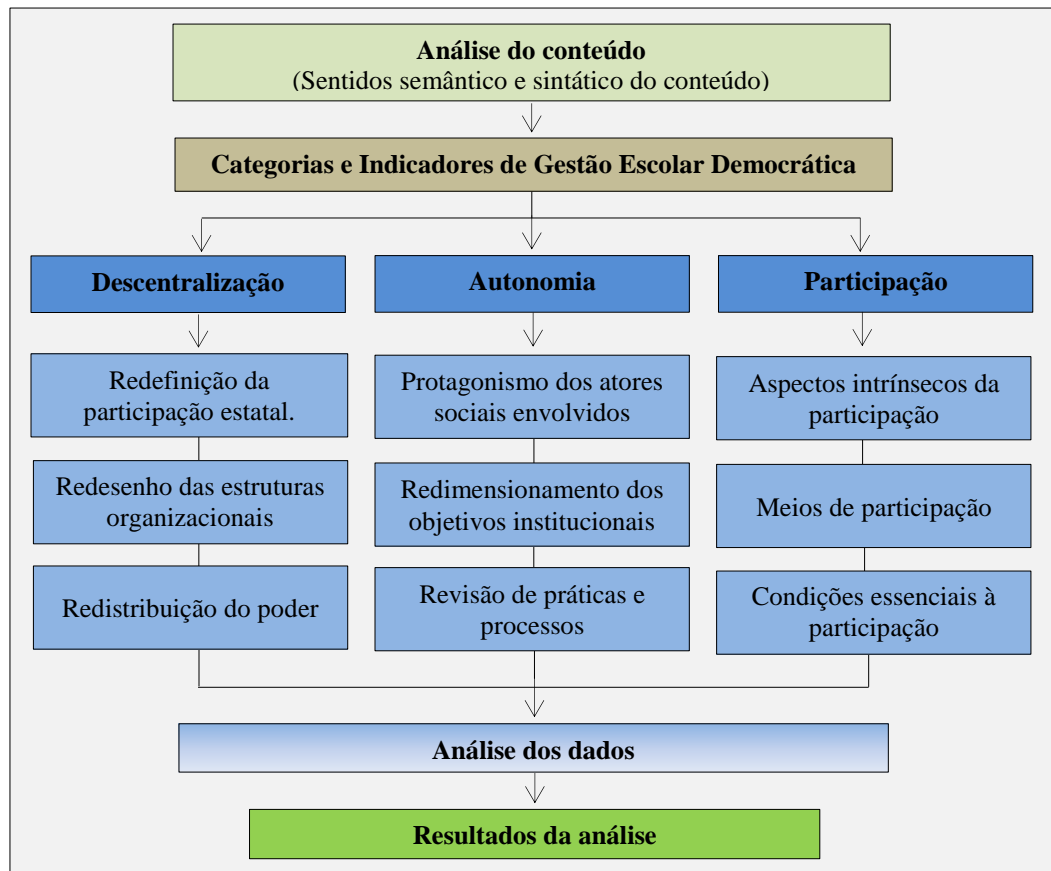 Análise do conteúdo
(Sentidos semântico e sintático do conteúdo)
Categorias e Indicadores de Gestão Escolar Democrática
Descentralização
Autonomia
Participação
Redefinição da
participação estatal.
Protagonismo dos atores
sociais envolvidos
Aspectos intrínsecos da
participação
Redesenho das estruturas
organizacionais
Redimensionamento dos
objetivos institucionais
Meios de participação
Redistribuição do poder
Revisão de práticas e
processos
Condições essenciais à
participação
Análise dos dados
Resultados da análise